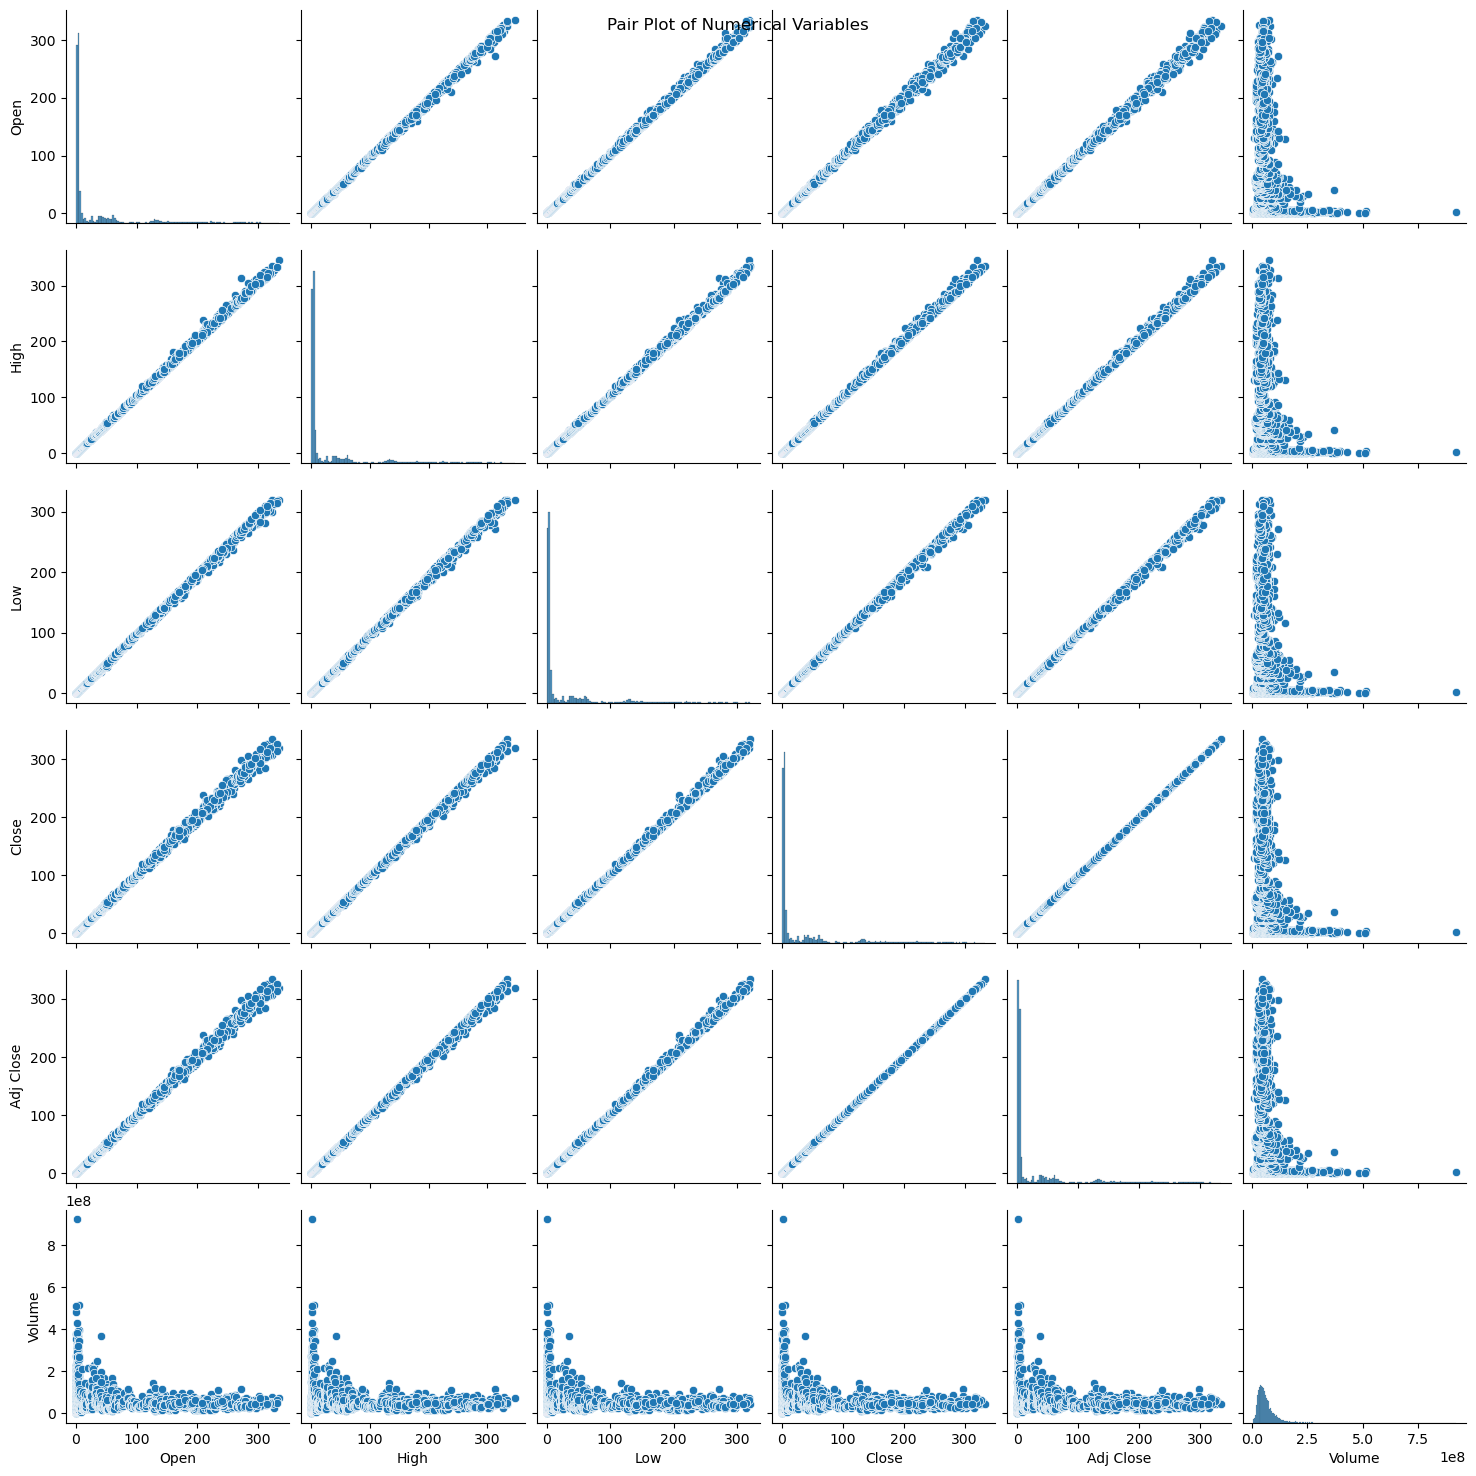 Pair Plot of Numerical Variables
300
200
100
0
Open
300
200
100
0
High
300
200
100
0
Low
300
200
100
0
Close
300
200
100
0
Adj Close
1e8
8
6
4
2
0
Volume
0 100 200 300
0 100 200 300
0 100 200 300
0 100 200 300
0 100 200 300
0.0 2.5 5.0 7.5
1e8
Open High Low Close Adj Close Volume